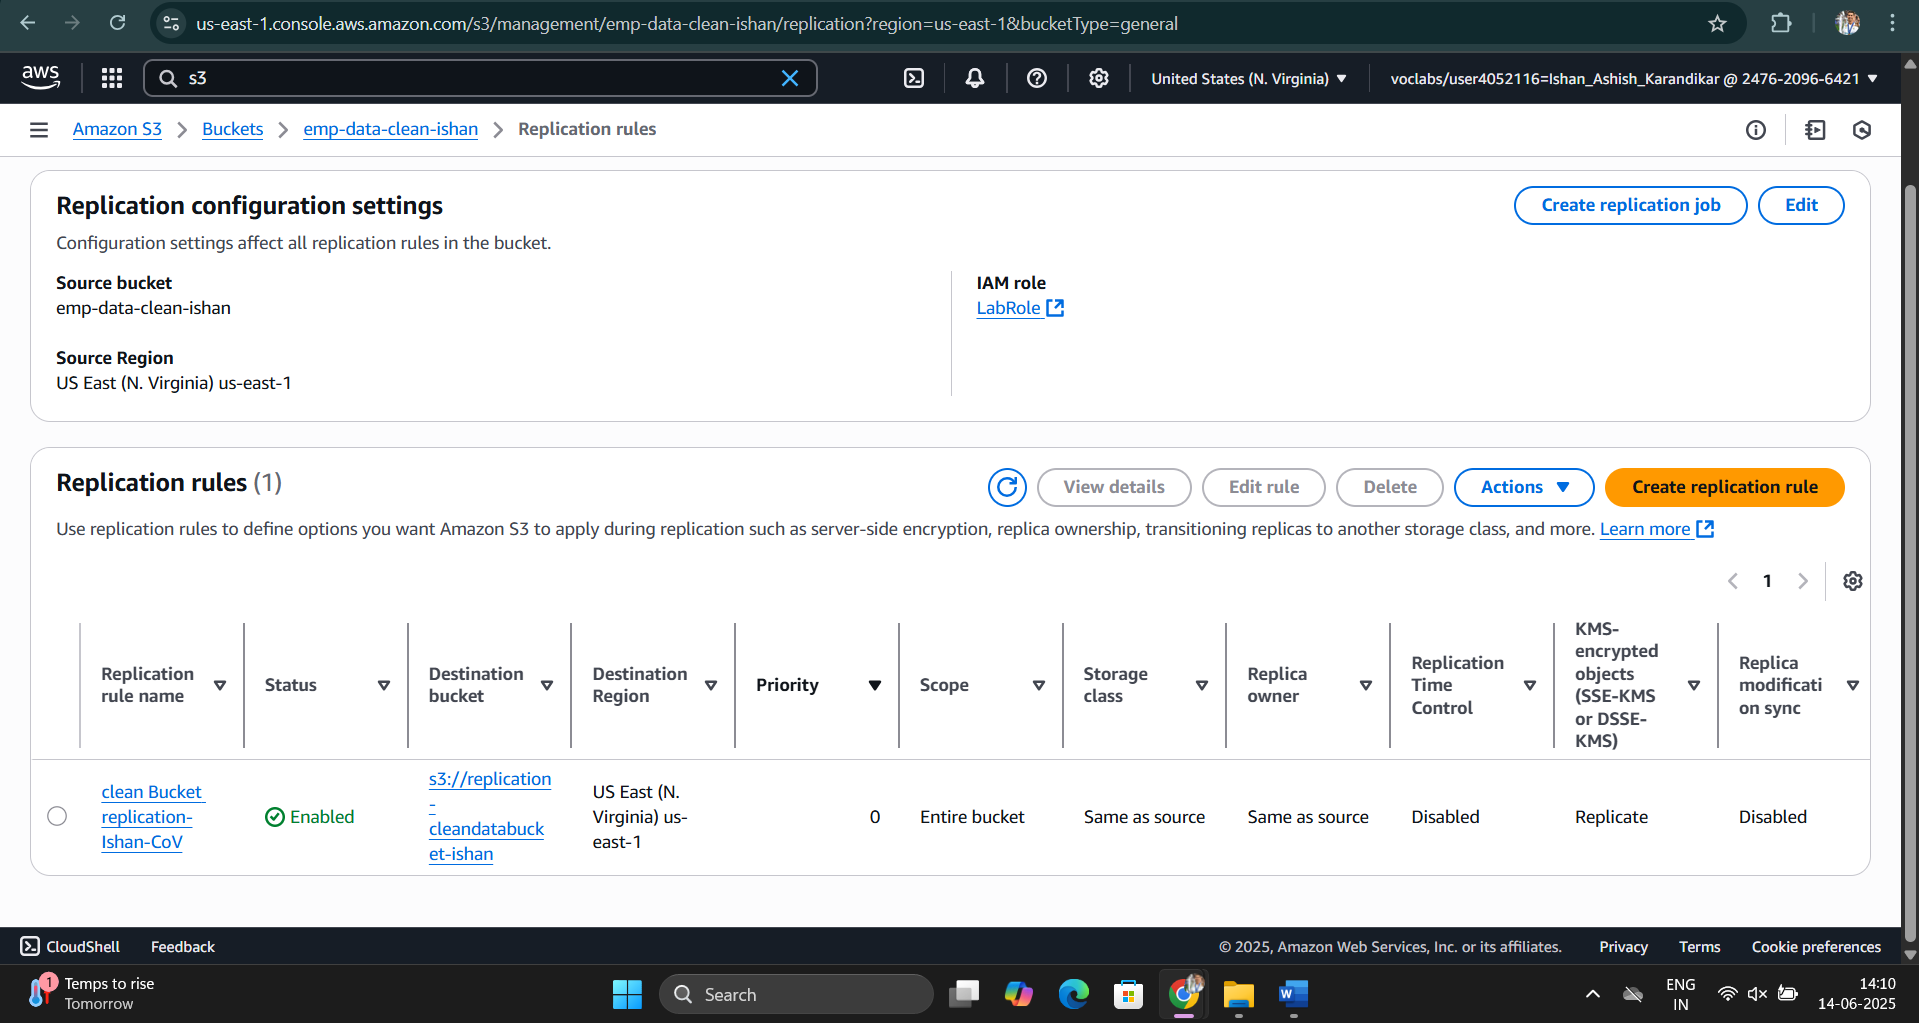 us-east-1.console.aws.amazon.com/s3/management/emp-data-clean-ishan/replication?region=us-east-1&bucketType=general
aws
s3
United States (N. Virginia)
voclabs/user4052116=Ishan_Ashish_Karandikar @ 2476-2096-6421
Amazon S3 > Buckets > emp-data-clean-ishan > Replication rules
Replication configuration settings
Create replication job
Edit
Configuration settings affect all replication rules in the bucket.
Source bucket
emp-data-clean-ishan
Source Region
US East (N. Virginia) us-east-1
IAM role
LabRole
Replication rules (1)
View details
Edit rule
Delete
Actions
Create replication rule
Use replication rules to define options you want Amazon S3 to apply during replication such as server-side encryption, replica ownership, transitioning replicas to another storage class, and more. Learn more
1
Replication
rule name
Status
Destination
bucket
Destination
Region
Priority
Scope
Storage
class
Replica
owner
Replication
Time
Control
KMS-
encrypted
objects
(SSE-KMS
or DSSE-
KMS)
Replica
modificati
on sync
clean Bucket
replication-
Ishan-CoV
Enabled
s3://replication
-
cleandatabuck
et-ishan
US East (N.
Virginia) us-
east-1
0
Entire bucket
Same as source
Same as source
Disabled
Replicate
Disabled
CloudShell
Feedback
© 2025, Amazon Web Services, Inc. or its affiliates.
Privacy
Terms
Cookie preferences
1
Temps to rise
Tomorrow
Search
W
ENG
IN
14:10
14-06-2025